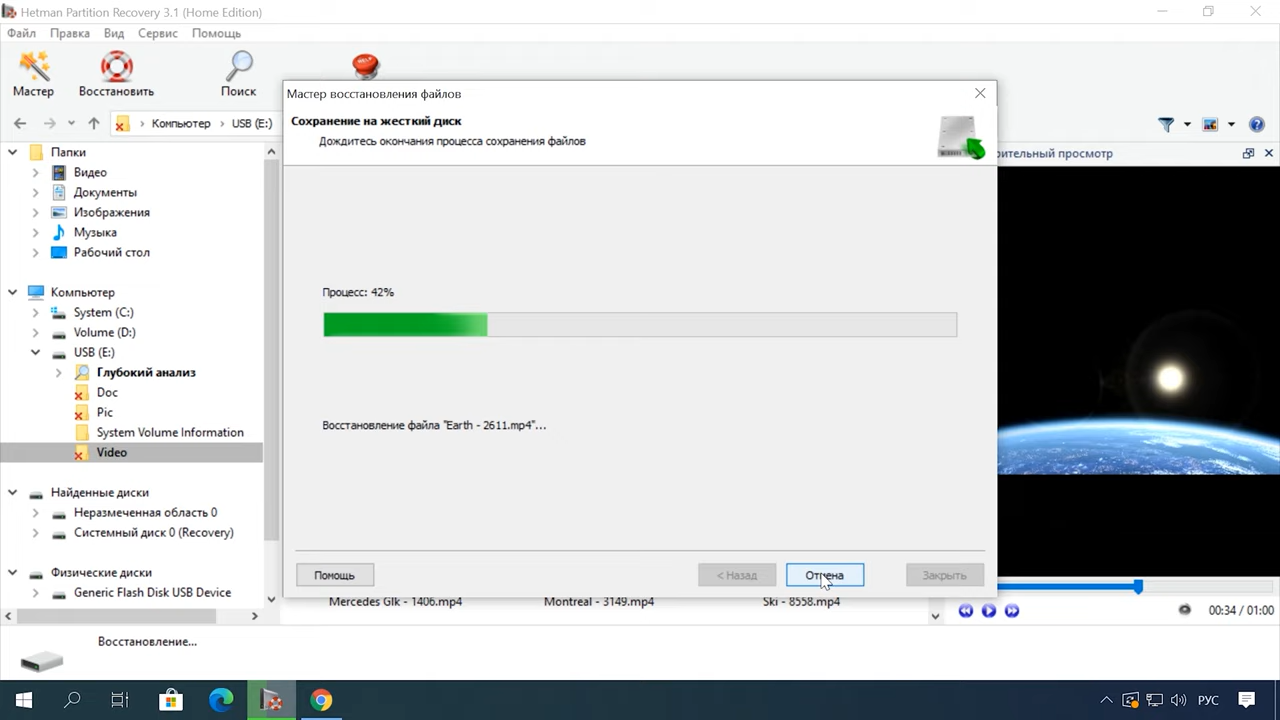 Hetman Partition Recovery 3.1 (Home Edition)
Файл Правка Вид Сервис Помощь
HELP
Мастер Восстановить Поиск
Компьютер USB (E:)
Папки
Видео
Документы
Изображения
Музыка
Рабочий стол
Компьютер
System (C:)
Volume (D:)
USB (E:)
Глубокий анализ
Doc
Pic
System Volume Information
Video
Найденные диски
Неразмеченная область 0
Системный диск 0 (Recovery)
Физические диски
Generic Flash Disk USB Device
Мастер восстановления файлов
Сохранение на жесткий диск
Дождитесь окончания процесса сохранения файлов
Процесс: 42%
Восстановление файла "Earth - 2611.mp4"...
Помощь < Назад Отмена Закрыть
Mercedes Glk - 1406.mp4 Montreal - 3149.mp4 Ski - 8558.mp4
рительный просмотр
00:34 / 01:00
Восстановление...
РУС